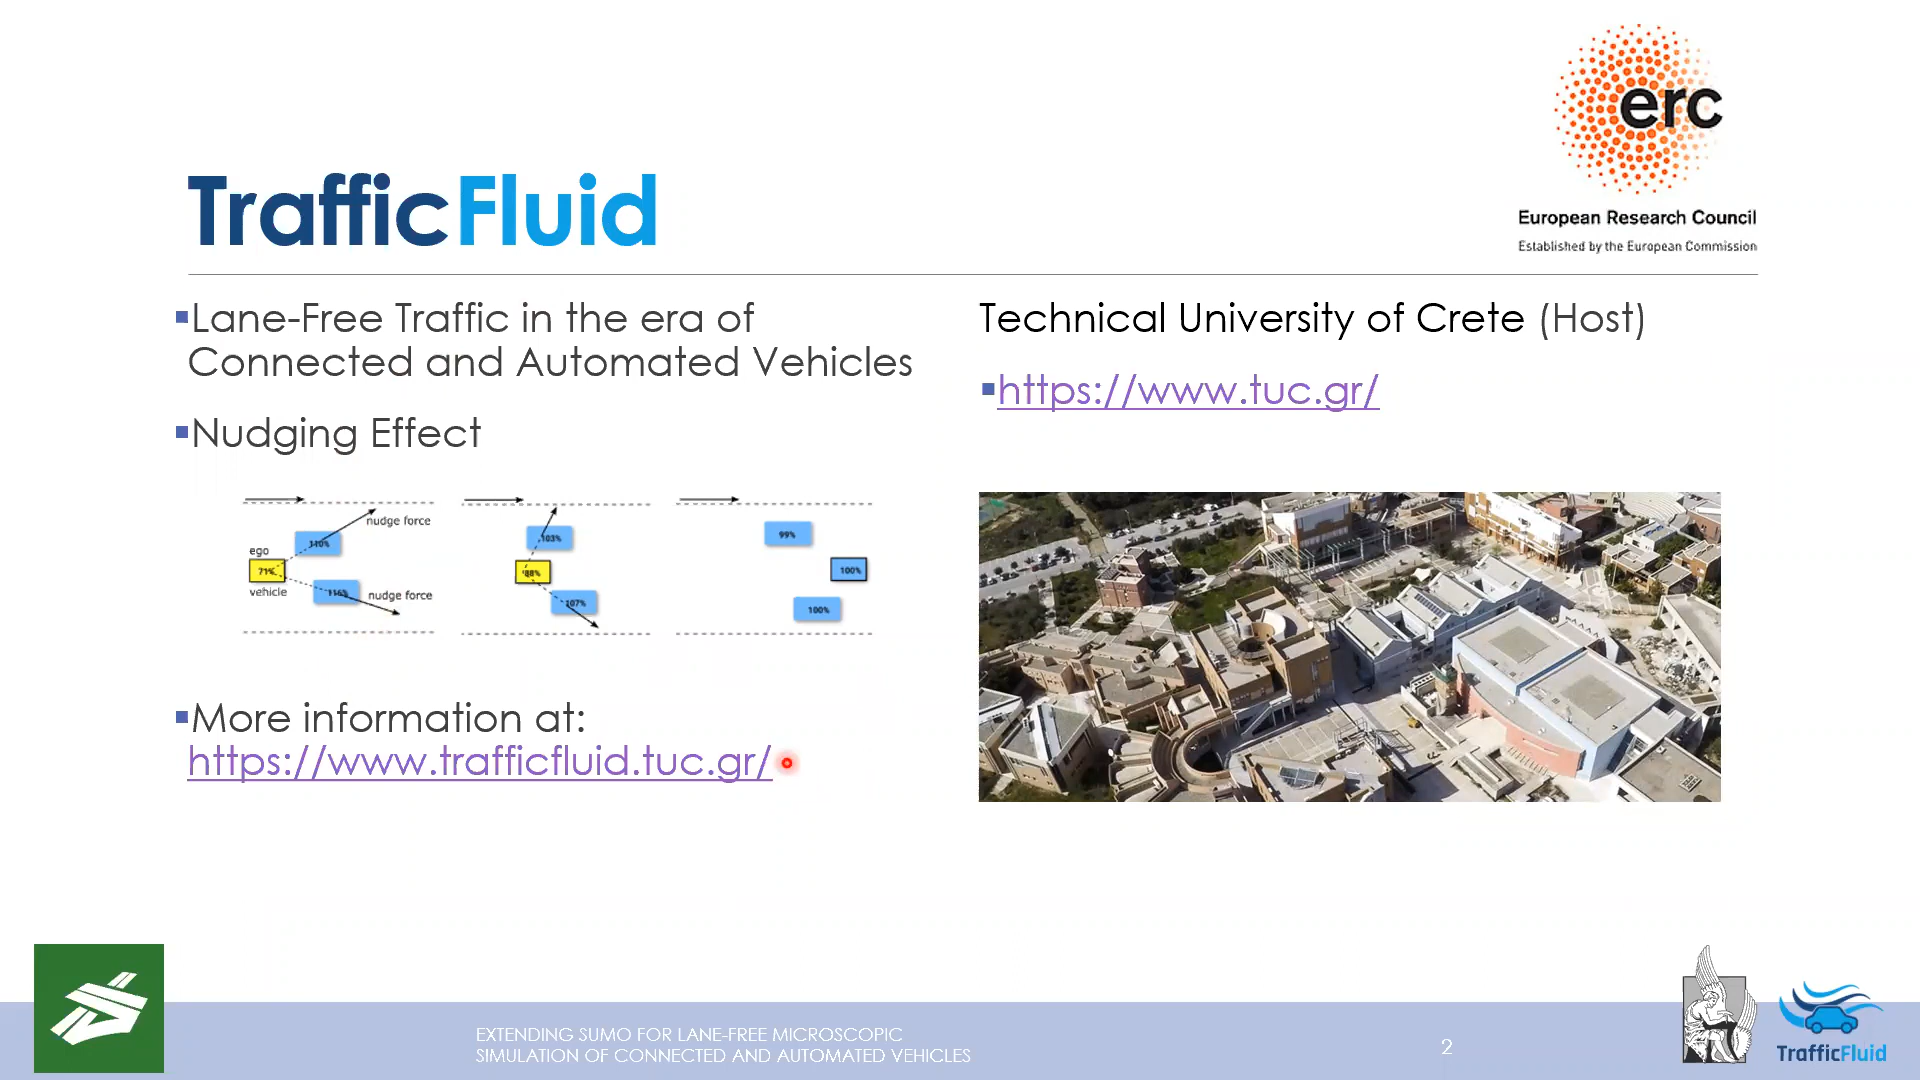 erc
European Research Council
Established by the European Commission
TrafficFluid
Lane-Free Traffic in the era of
Connected and Automated Vehicles
Nudging Effect
nudge force
110%
ego
71%
vehicle
116%
nudge force
103%
88%
107%
99%
100%
100%
More information at:
https://www.trafficfluid.tuc.gr/
Technical University of Crete (Host)
https://www.tuc.gr/
EXTENDING SUMO FOR LANE-FREE MICROSCOPIC
SIMULATION OF CONNECTED AND AUTOMATED VEHICLES
2
TrafficFluid